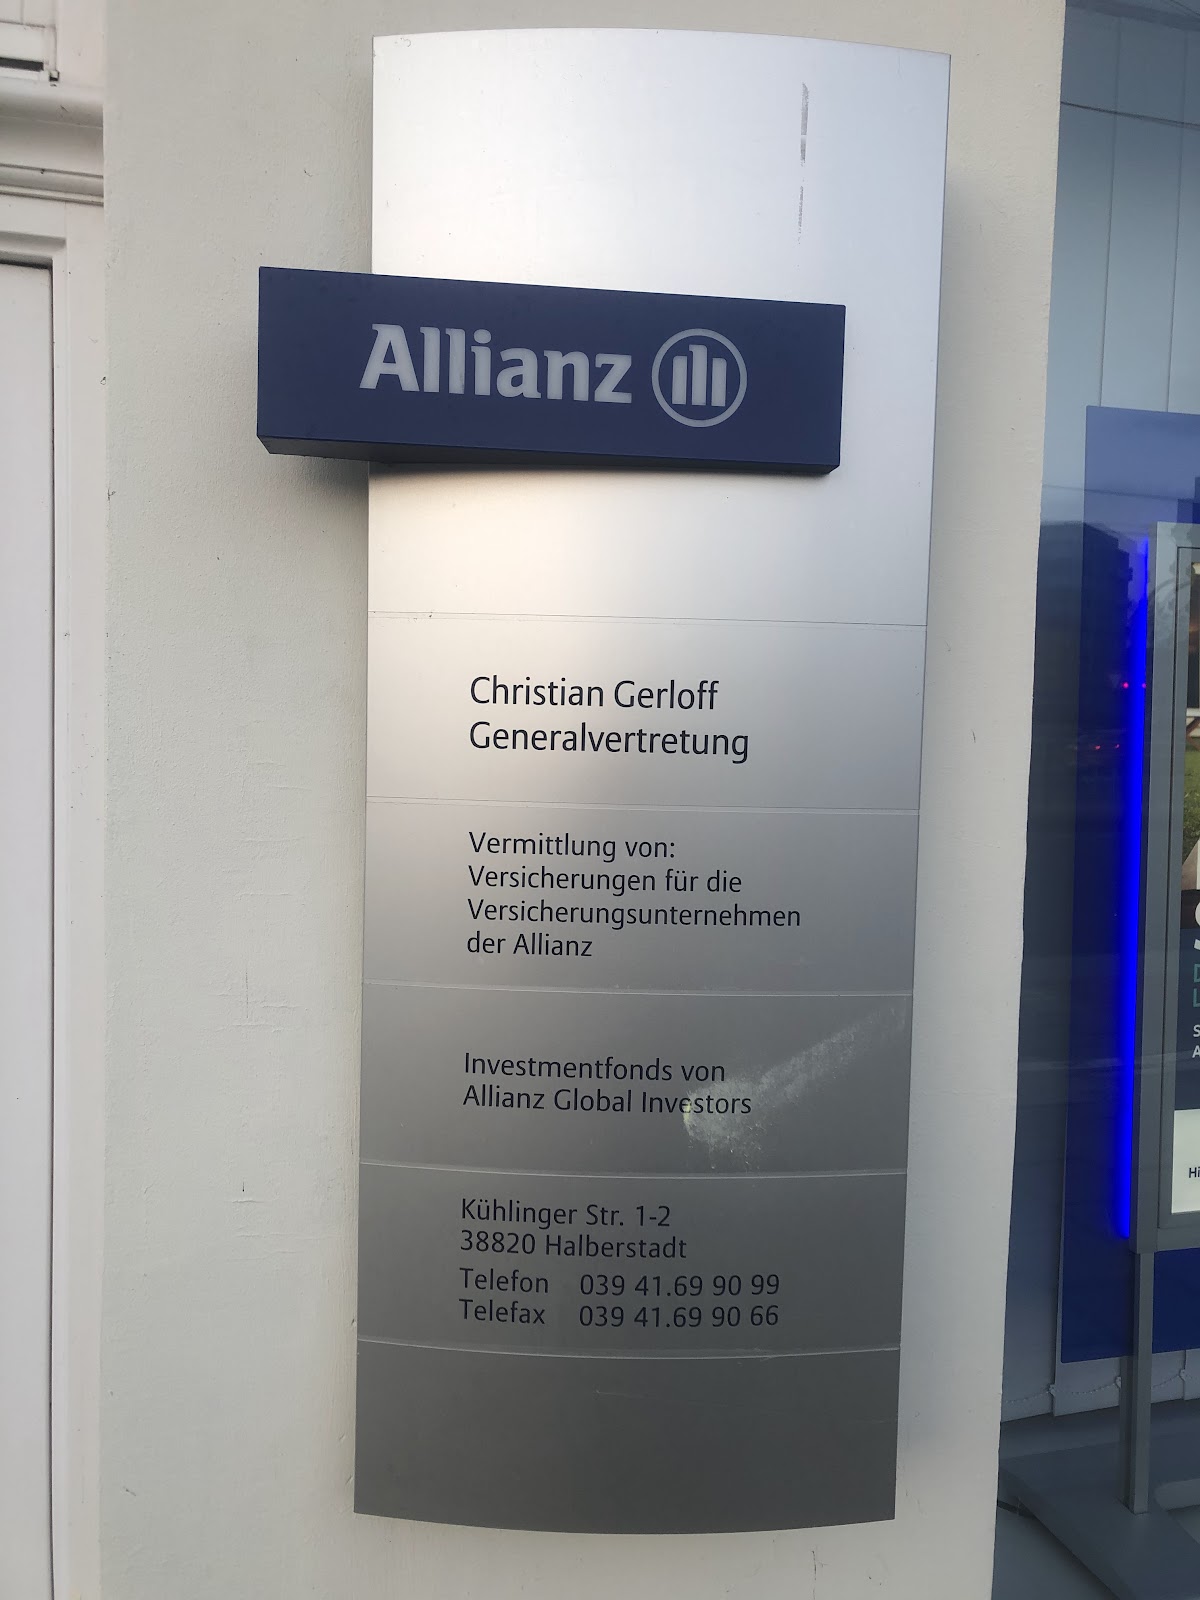 Allianz
Christian Gerloff
Generalvertretung
Vermittlung von:
Versicherungen für die
Versicherungsunternehmen
der Allianz
Investmentfonds von
Allianz Global Investors
Kühlinger Str. 1-2
38820 Halberstadt
Telefon 039 41.69 90 99
Telefax 039 41.69 90 66